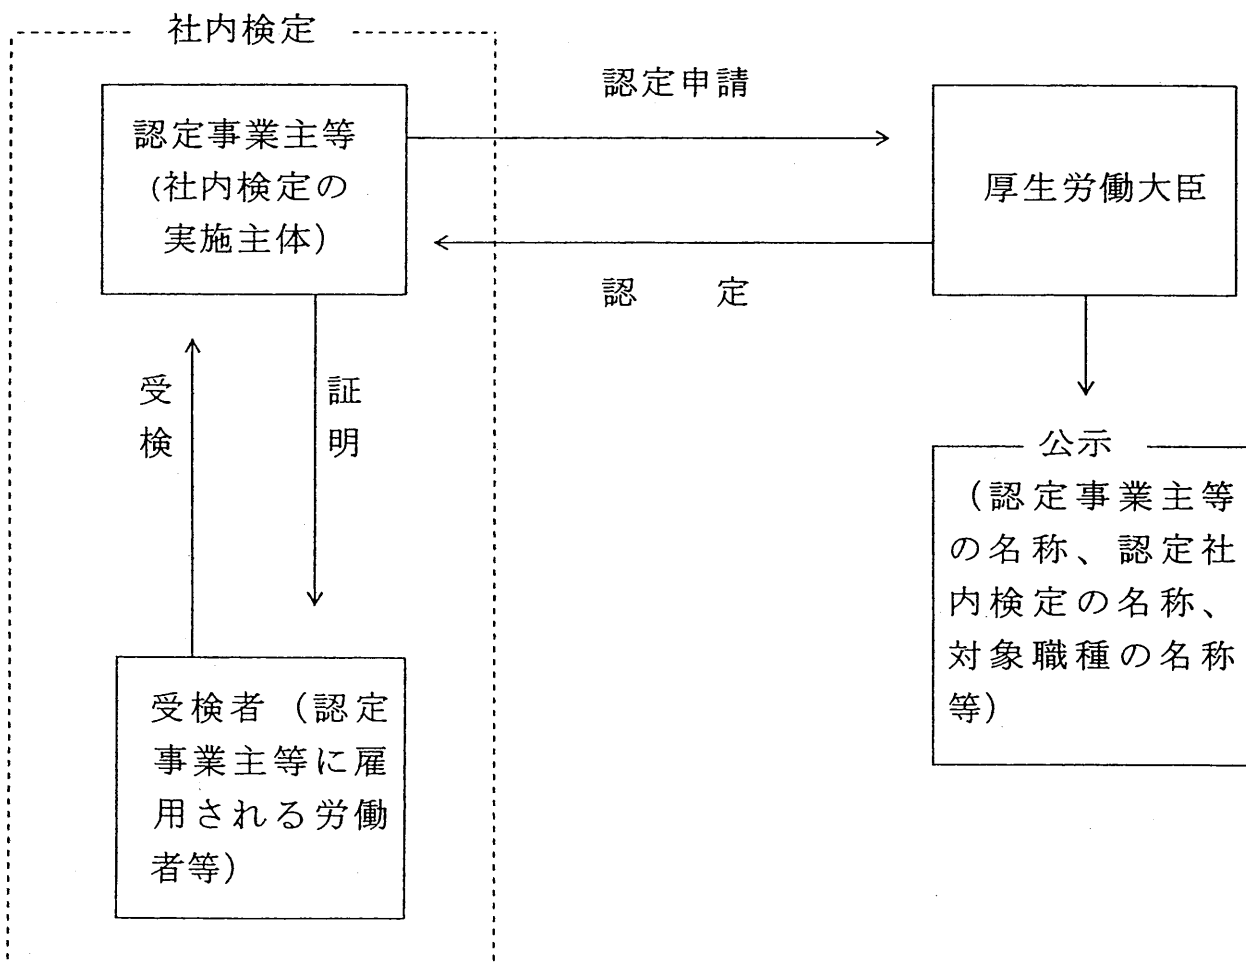 社内検定
認定事業主等
(社内検定の
実施主体)
認定申請
厚生労働大臣
認　定
受検
証明
公示
(認定事業主等
の名称、認定社
内検定の名称、
対象職種の名称
等)
受検者(認定
事業主等に雇
用される労働
者等)